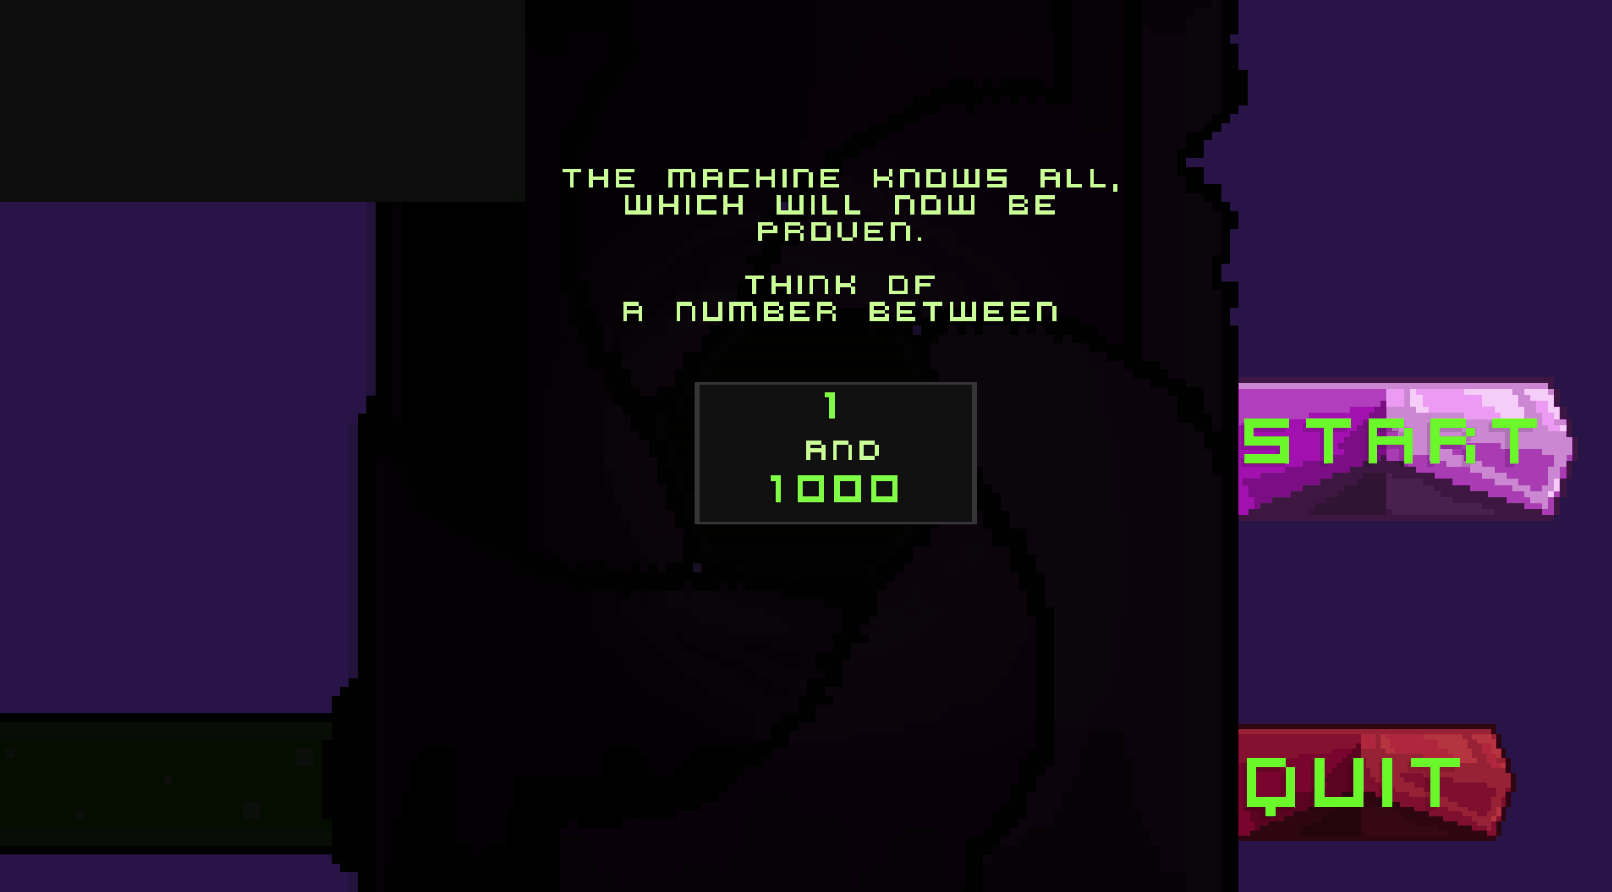 THE MACHINE KNOWS ALL,
WHICH WILL NOW BE
PROVEN.
THINK OF
A NUMBER BETWEEN
1
AND
1000
START
QUIT